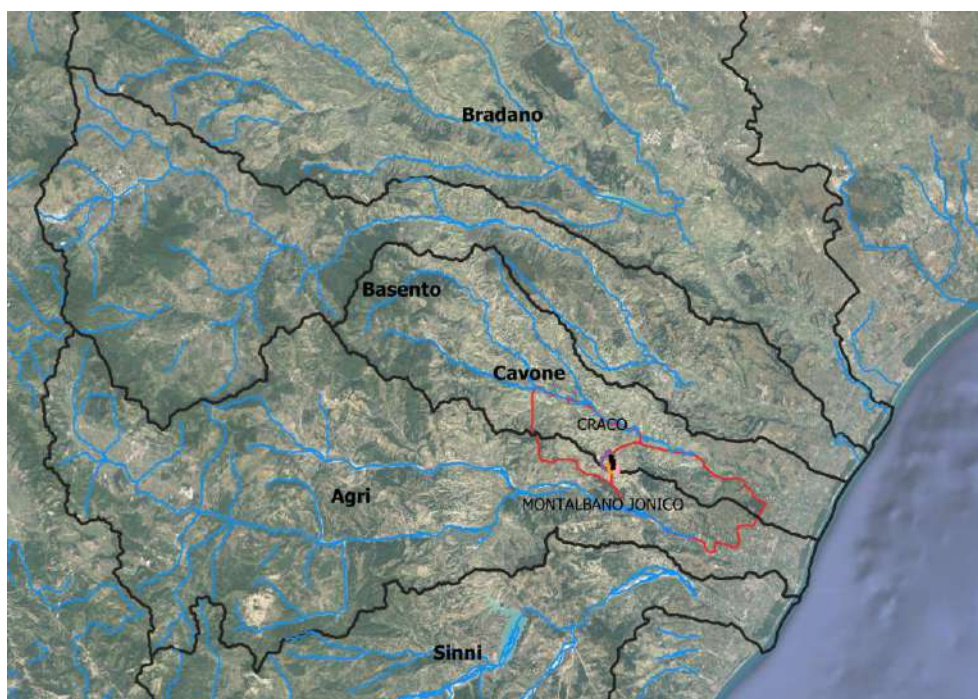 Bradano
Basento
Cavone
CRACO
Agri
MONTALBANO JONICO
Sinni